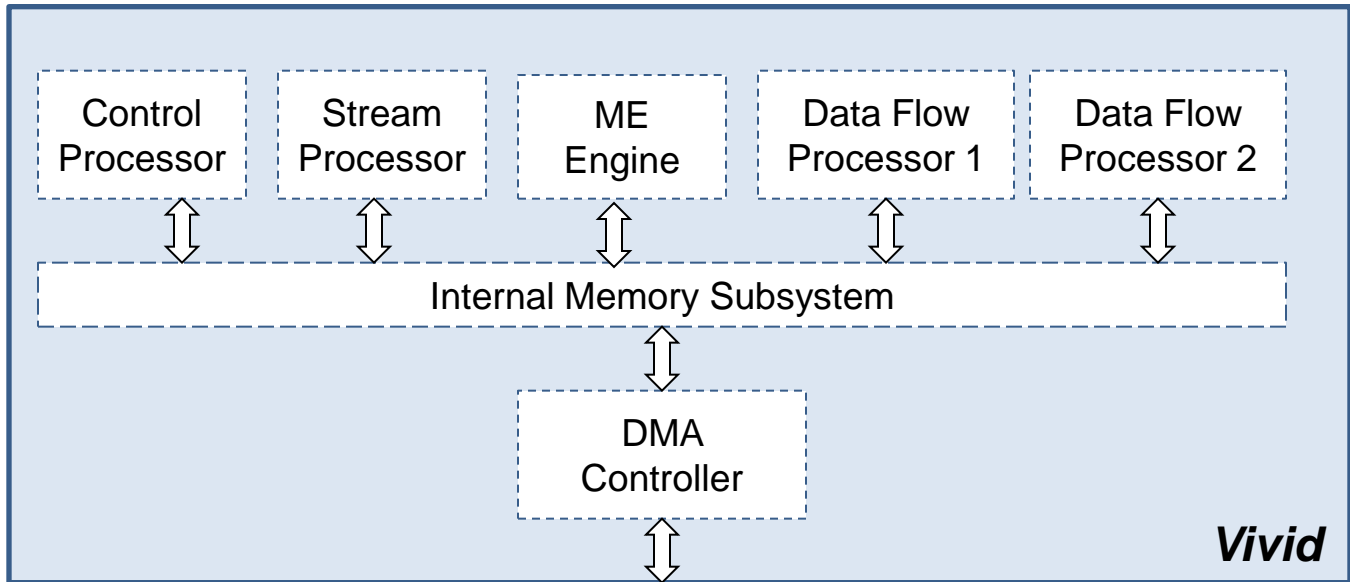 Control
Processor
Stream
Processor
ME
Engine
Data Flow
Processor 1
Data Flow
Processor 2
Internal Memory Subsystem
DMA
Controller
Vivid